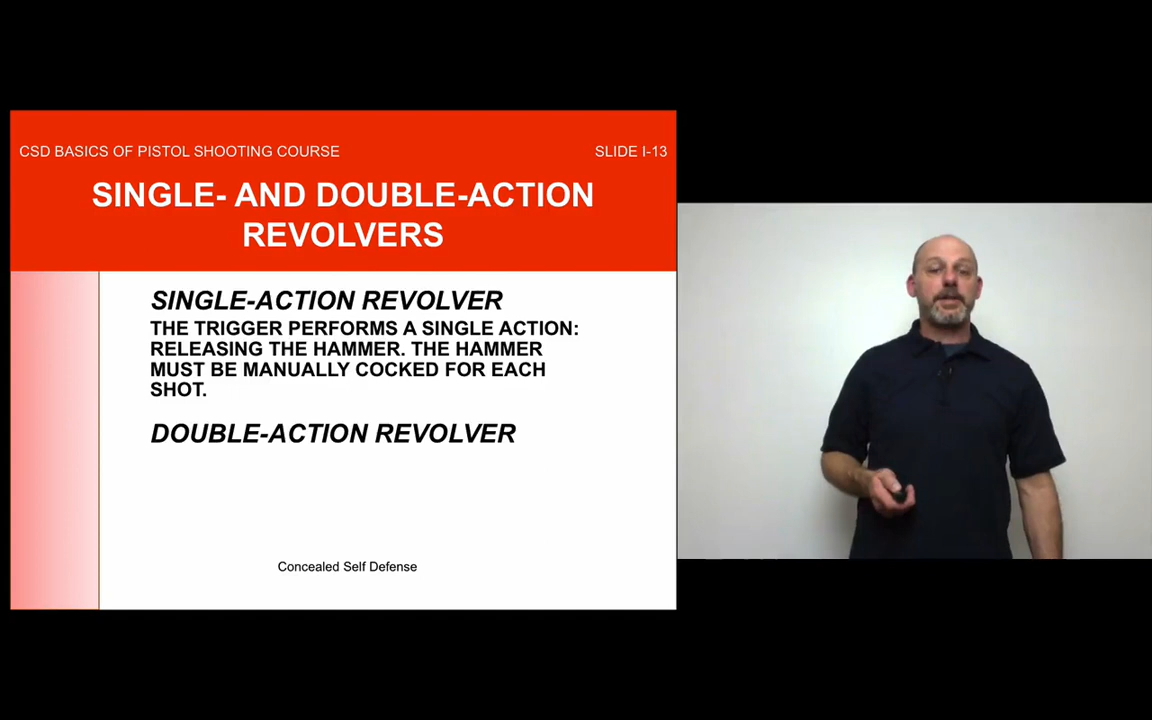 CSD BASICS OF PISTOL SHOOTING COURSE
SLIDE I-13
SINGLE- AND DOUBLE-ACTION
REVOLVERS
SINGLE-ACTION REVOLVER
THE TRIGGER PERFORMS A SINGLE ACTION:
RELEASING THE HAMMER. THE HAMMER
MUST BE MANUALLY COCKED FOR EACH
SHOT.
DOUBLE-ACTION REVOLVER
Concealed Self Defense